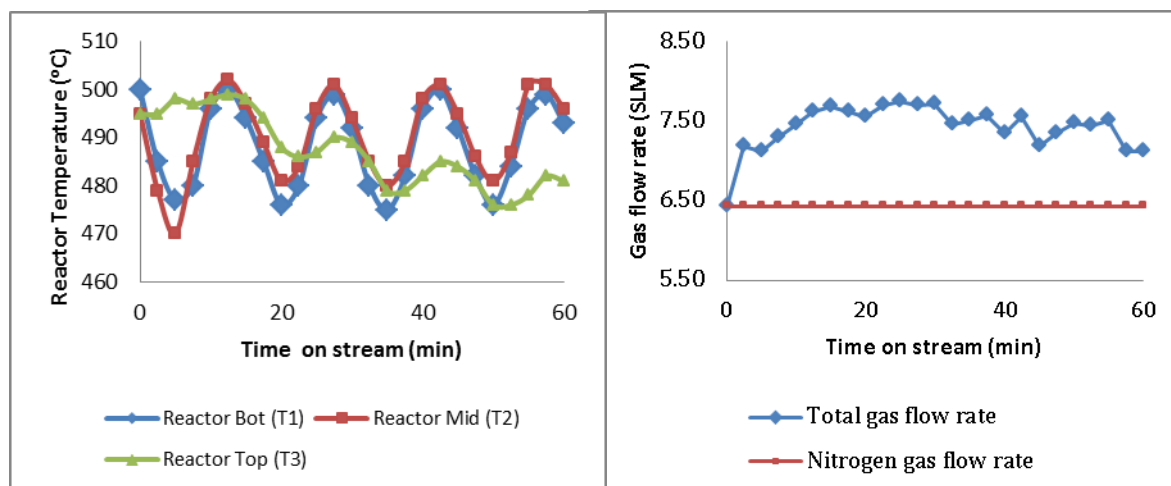 Reactor Temperature (ºC)
510
500
490
480
470
460
0
20
40
60
Time on stream (min)
Reactor Bot (T1)
Reactor Mid (T2)
Reactor Top (T3)
Gas flow rate (SLM)
8.50
7.50
6.50
5.50
0
20
40
60
Time on stream (min)
Total gas flow rate
Nitrogen gas flow rate